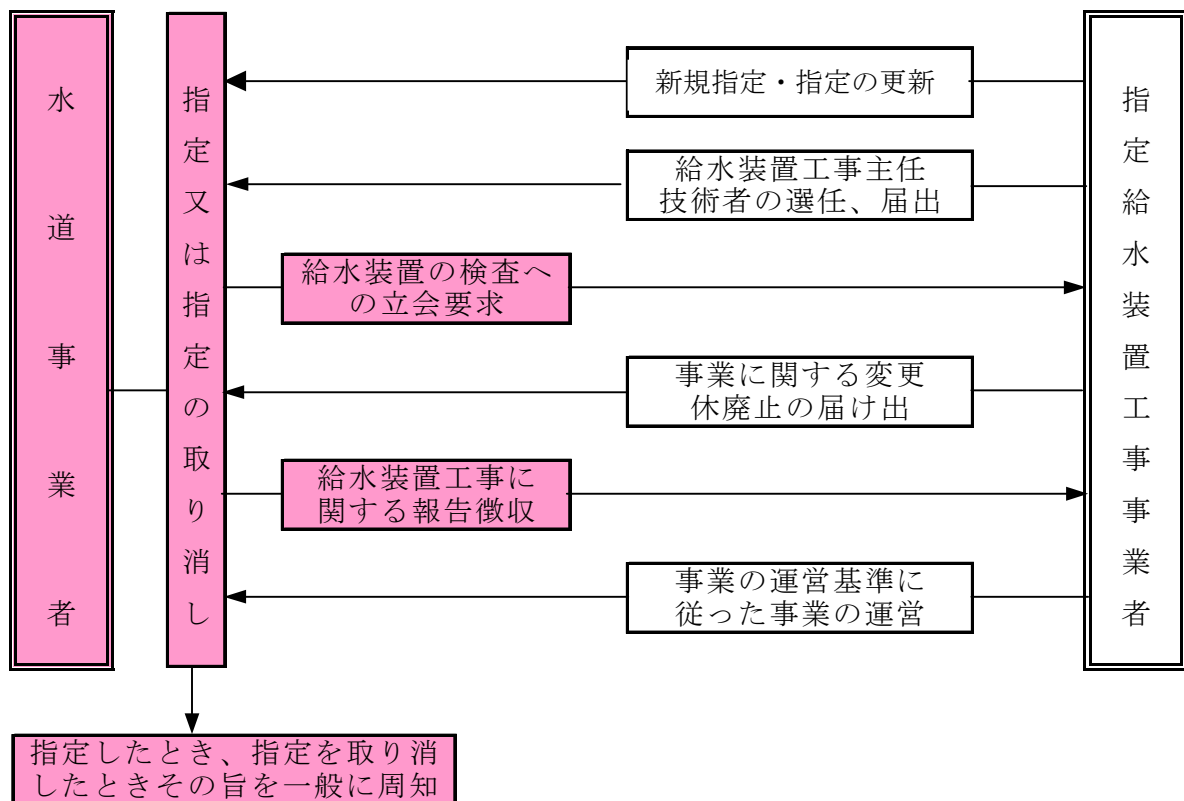 水道事業者
指定又は指定の取り消し
新規指定・指定の更新
給水装置工事主任
技術者の選任、届出
給水装置の検査へ
の立会要求
事業に関する変更
休廃止の届け出
給水装置工事に
関する報告徴収
事業の運営基準に
従った事業の運営
指定給水装置工事事業者
指定したとき、指定を取り消
したときその旨を一般に周知